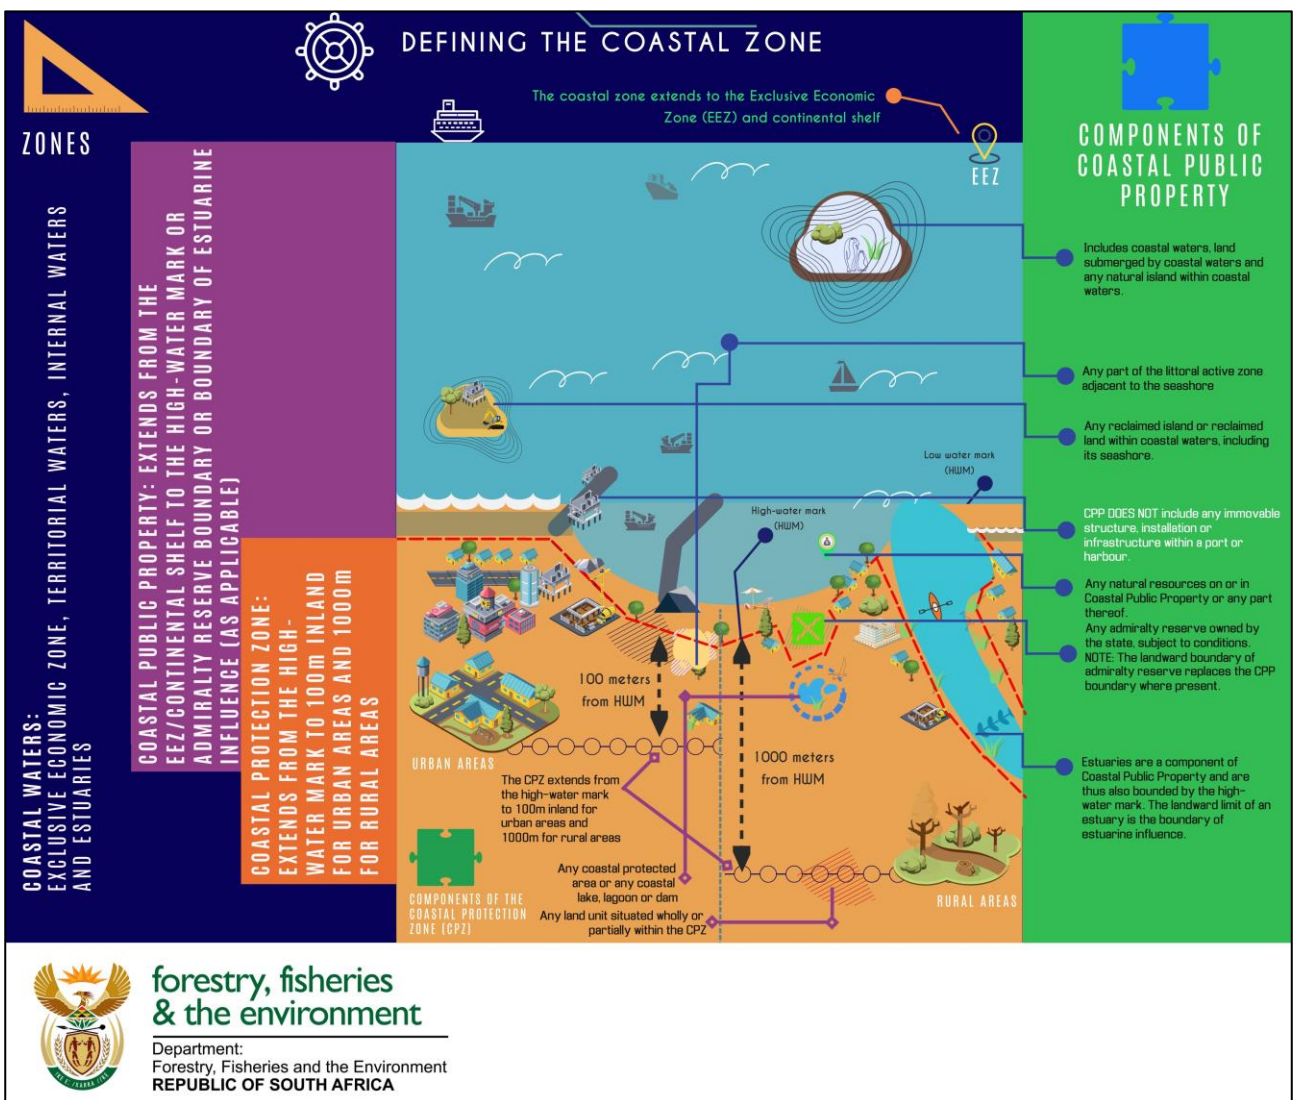 DEFINING THE COASTAL ZONE
The coastal zone extends to the Exclusive Economic
Zone (EEZ) and continental shelf
EEZ
ZONES
COASTAL WATERS:
EXCLUSIVE ECONOMIC ZONE, TERRITORIAL WATERS, INTERNAL WATERS
AND ESTUARIES
COASTAL PUBLIC PROPERTY: EXTENDS FROM THE
EEZ/CONTINENTAL SHELF TO THE HIGH-WATER MARK OR
ADMIRALTY RESERVE BOUNDARY OR BOUNDARY OF ESTUARINE
INFLUENCE (AS APPLICABLE)
COASTAL PROTECTION ZONE:
EXTENDS FROM THE HIGH-
WATER MARK TO 100m INLAND
FOR URBAN AREAS AND 1000m
FOR RURAL AREAS
Low water mark
(HWM)
High-water mark
(HWM)
100 meters
from HWM
1000 meters
from HWM
URBAN AREAS
The CPZ extends from
the high-water mark
to 100m inland for
urban areas and
1000m for rural areas
Any coastal protected
area or any coastal
lake, lagoon or dam
Any land unit situated wholly or
partially within the CPZ
COMPONENTS OF THE
COASTAL PROTECTION
ZONE (CPZ)
RURAL AREAS
COMPONENTS OF
COASTAL PUBLIC
PROPERTY
Includes coastal waters, land
submerged by coastal waters and
any natural island within coastal
waters.
Any part of the littoral active zone
adjacent to the seashore
Any reclaimed island or reclaimed
land within coastal waters, including
its seashore.
CPP DOES NOT include any immovable
structure, installation or
infrastructure within a port or
harbour.
Any natural resources on or in
Coastal Public Property or any part
thereof.
Any admiralty reserve owned by
the state, subject to conditions.
NOTE: The landward boundary of
admiralty reserve replaces the CPP
boundary where present.
Estuaries are a component of
Coastal Public Property and are
thus also bounded by the high-
water mark. The landward limit of an
estuary is the boundary of
estuarine influence.
forestry, fisheries
& the environment
Department:
Forestry, Fisheries and the Environment
REPUBLIC OF SOUTH AFRICA